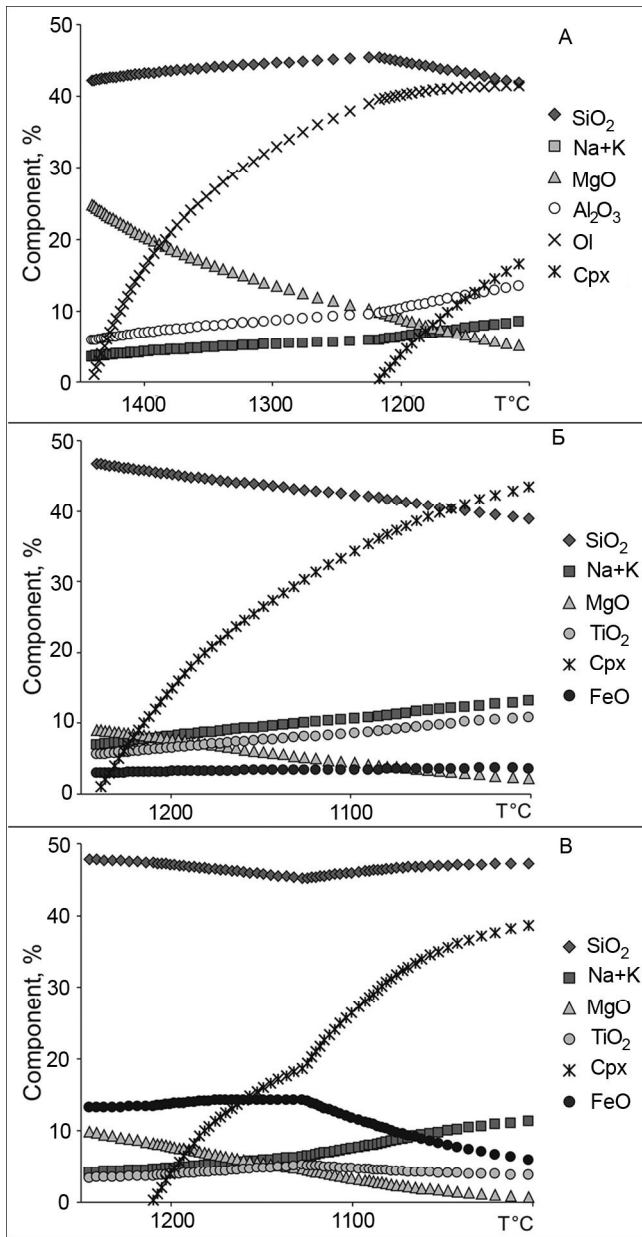 A
Component, %
50
40
30
20
10
0
1400
1300
1200
T°C
SiO₂
Na+K
MgO
Al₂O₃
Ol
Cpx
Б
Component, %
50
40
30
20
10
0
1200
1100
T°C
SiO₂
Na+K
MgO
TiO₂
Cpx
FeO
В
Component, %
50
40
30
20
10
0
1200
1100
T°C
SiO₂
Na+K
MgO
TiO₂
Cpx
FeO